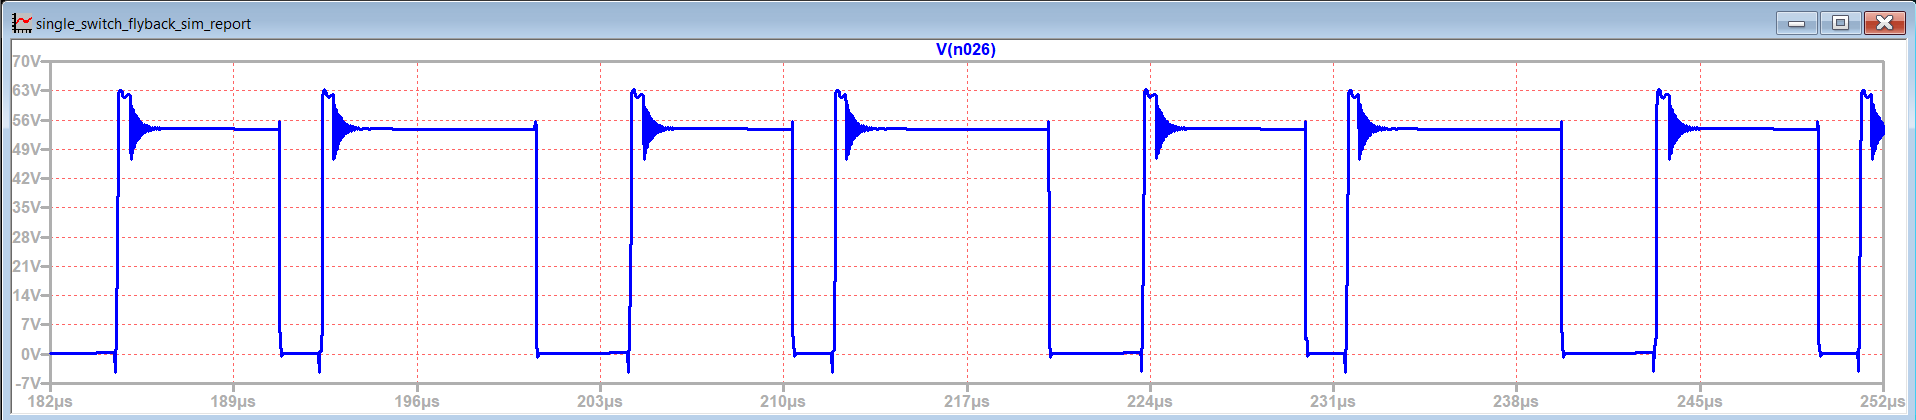 single_switch_flyback_sim_report
V(n026)
70V
63V
56V
49V
42V
35V
28V
21V
14V
7V
0V
-7V
182µs 189µs 196µs 203µs 210µs 217µs 224µs 231µs 238µs 245µs 252µs